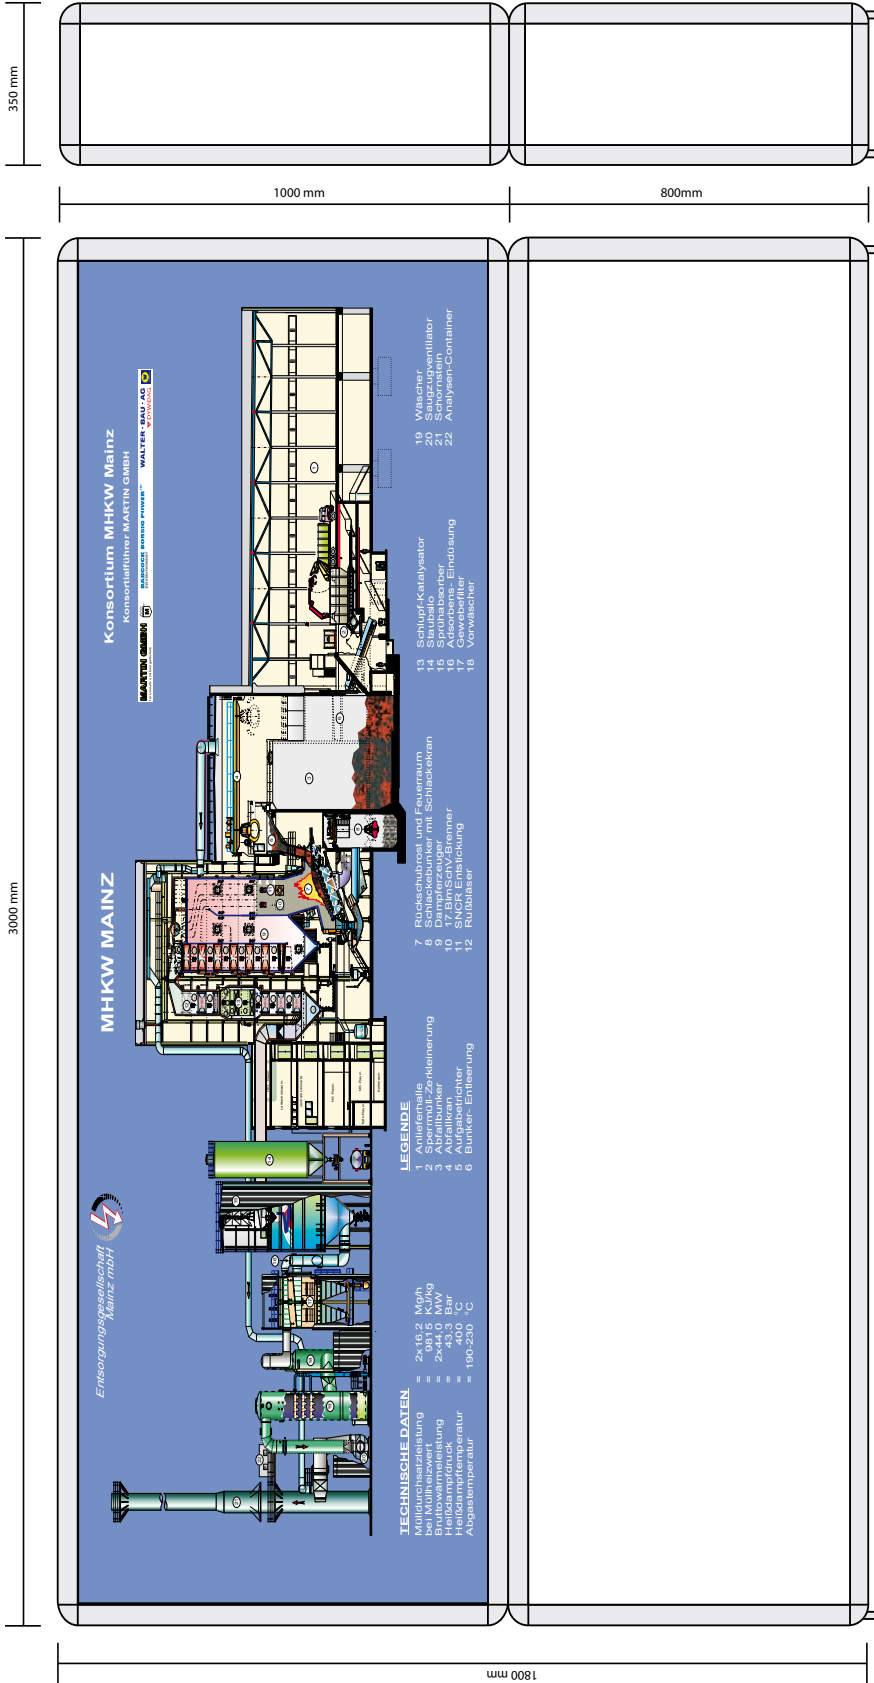 350 mm
1000 mm
800mm
3000 mm
1800 mm
Entsorgungsgesellschaft
Mainz mbH
MHKW MAINZ
Konsortium MHKW Mainz
Konsortialführer MARTIN GMBH
MARTIN GMBH
BABCOCK BORSIG POWER
WALTER - BAU - AG
DYWIDAG
TECHNISCHE DATEN
Mülldurchsatzleistung = 2x16,2 Mg/h
bei Müllheizwert = 9815 KJ/kg
Bruttowärmeleistung = 2x44,0 MW
Heißdampfdruck = 43,3 Bar
Heißdampftemperatur = 400 °C
Abgastemperatur = 190-230 °C
LEGENDE
1 Anlieferhalle
2 Sperrmüll-Zerkleinerung
3 Abfallbunker
4 Abfallkran
5 Aufgabetrichter
6 Bunker- Entleerung
7 Rückschubrost und Feuerraum
8 Schlackebunker mit Schlackekran
9 Dampferzeuger
10 17.BImSchV-Brenner
11 SNCR Entstickung
12 Rußbläser
13 Schlupf-Katalysator
14 Staubsilo
15 Sprühabsorber
16 Adsorbens- Eindüsung
17 Gewebefilter
18 Vorwäscher
19 Wäscher
20 Saugzugventilator
21 Schornstein
22 Analysen-Container